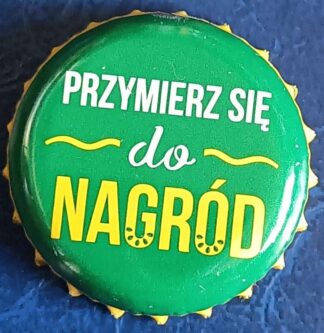 PRZYMIERZ SIĘ
do
NAGRÓD